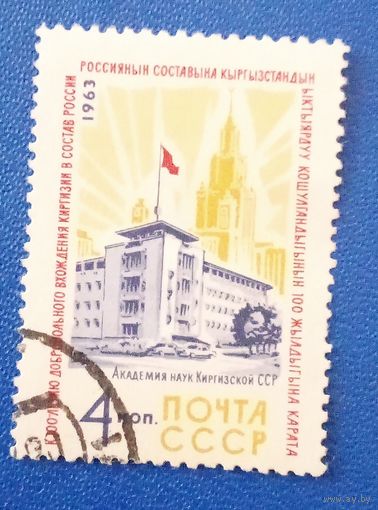 К 100-ЛЕТИЮ ДОБРОВОЛЬНОГО ВХОЖДЕНИЯ КИРГИЗИИ В СОСТАВ РОССИИ
1963
РОССИЯНЫН СОСТАВЫНА КЫРГЫЗСТАНДЫН
ЫКТЫЯРДУУ КОШУЛГАНДЫГЫНЫН 100 ЖЫЛДЫГЫНА КАРАТА
АКАДЕМИЯ НАУК КИРГИЗСКОЙ ССР
4 КОП. ПОЧТА
СССР